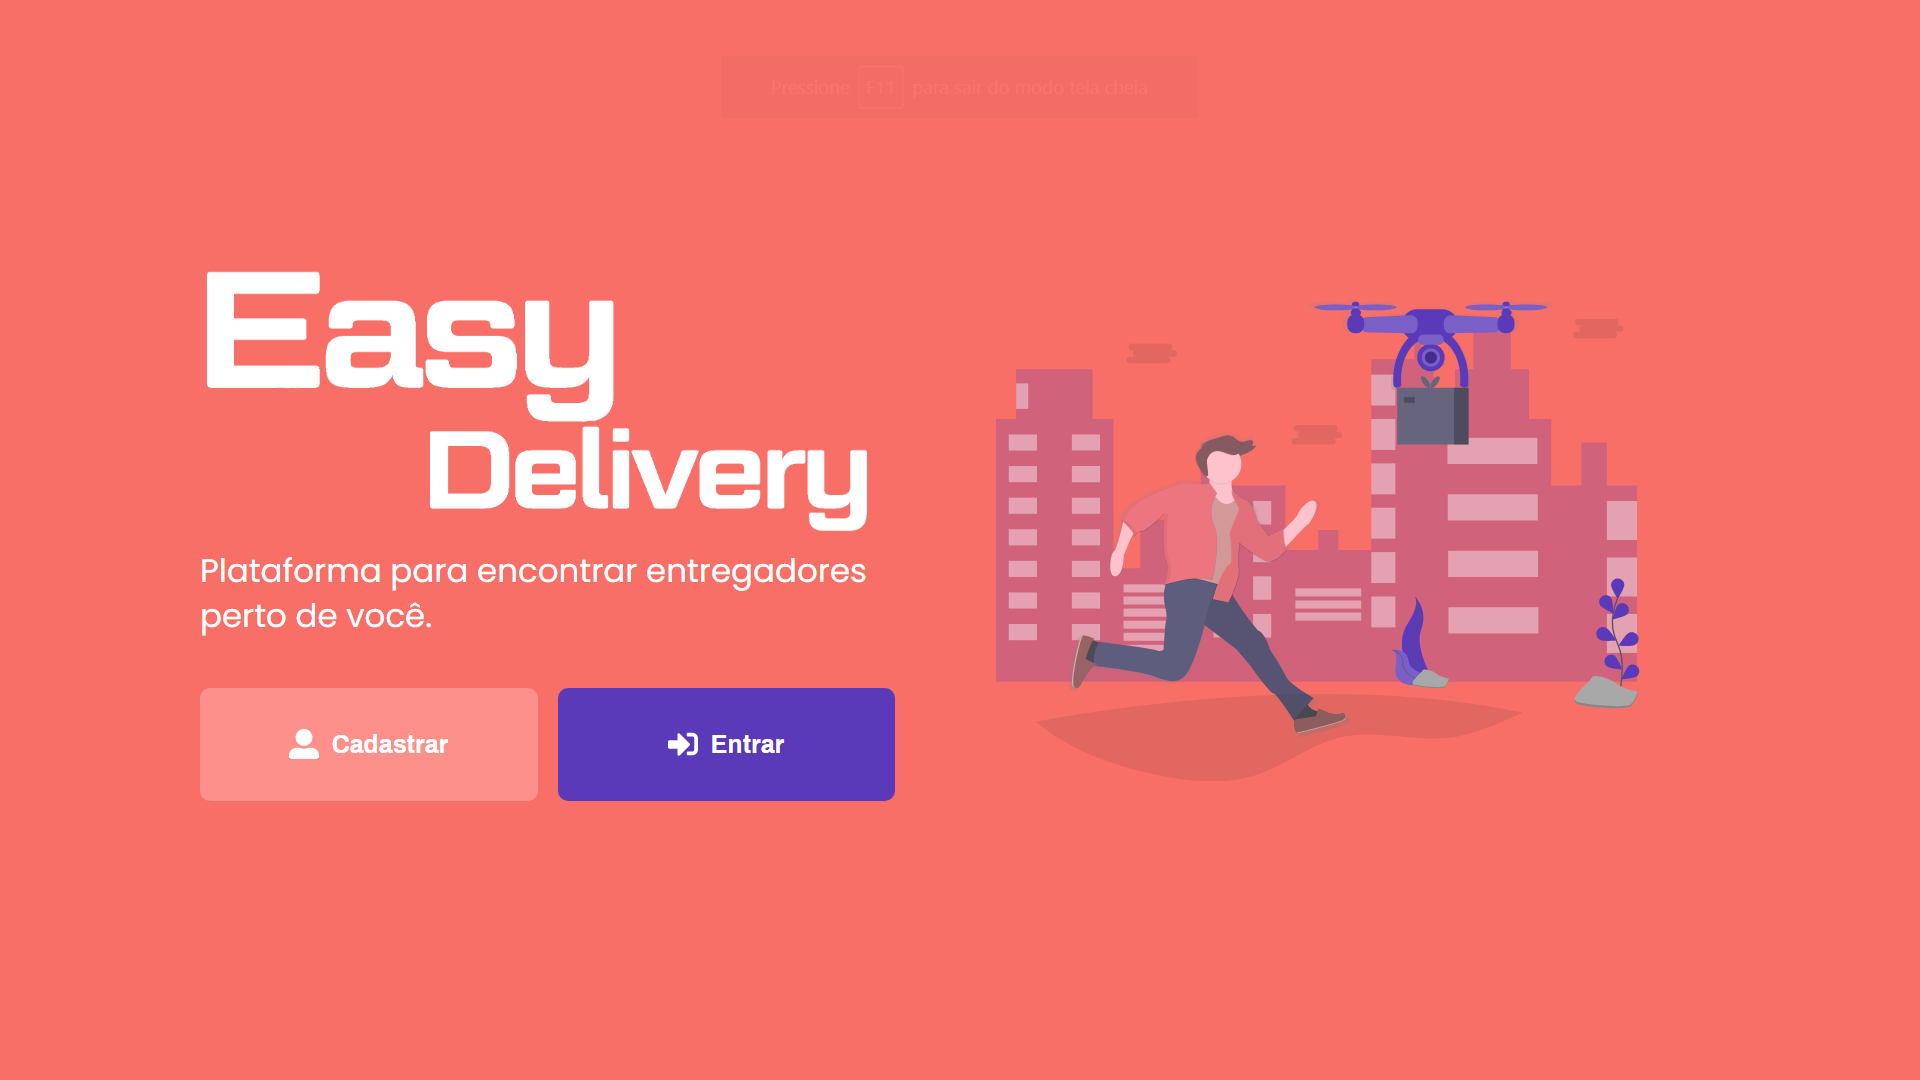 Pressione F11 para sair do modo tela cheia
Easy
Delivery
Plataforma para encontrar entregadores
perto de você.
Cadastrar
Entrar